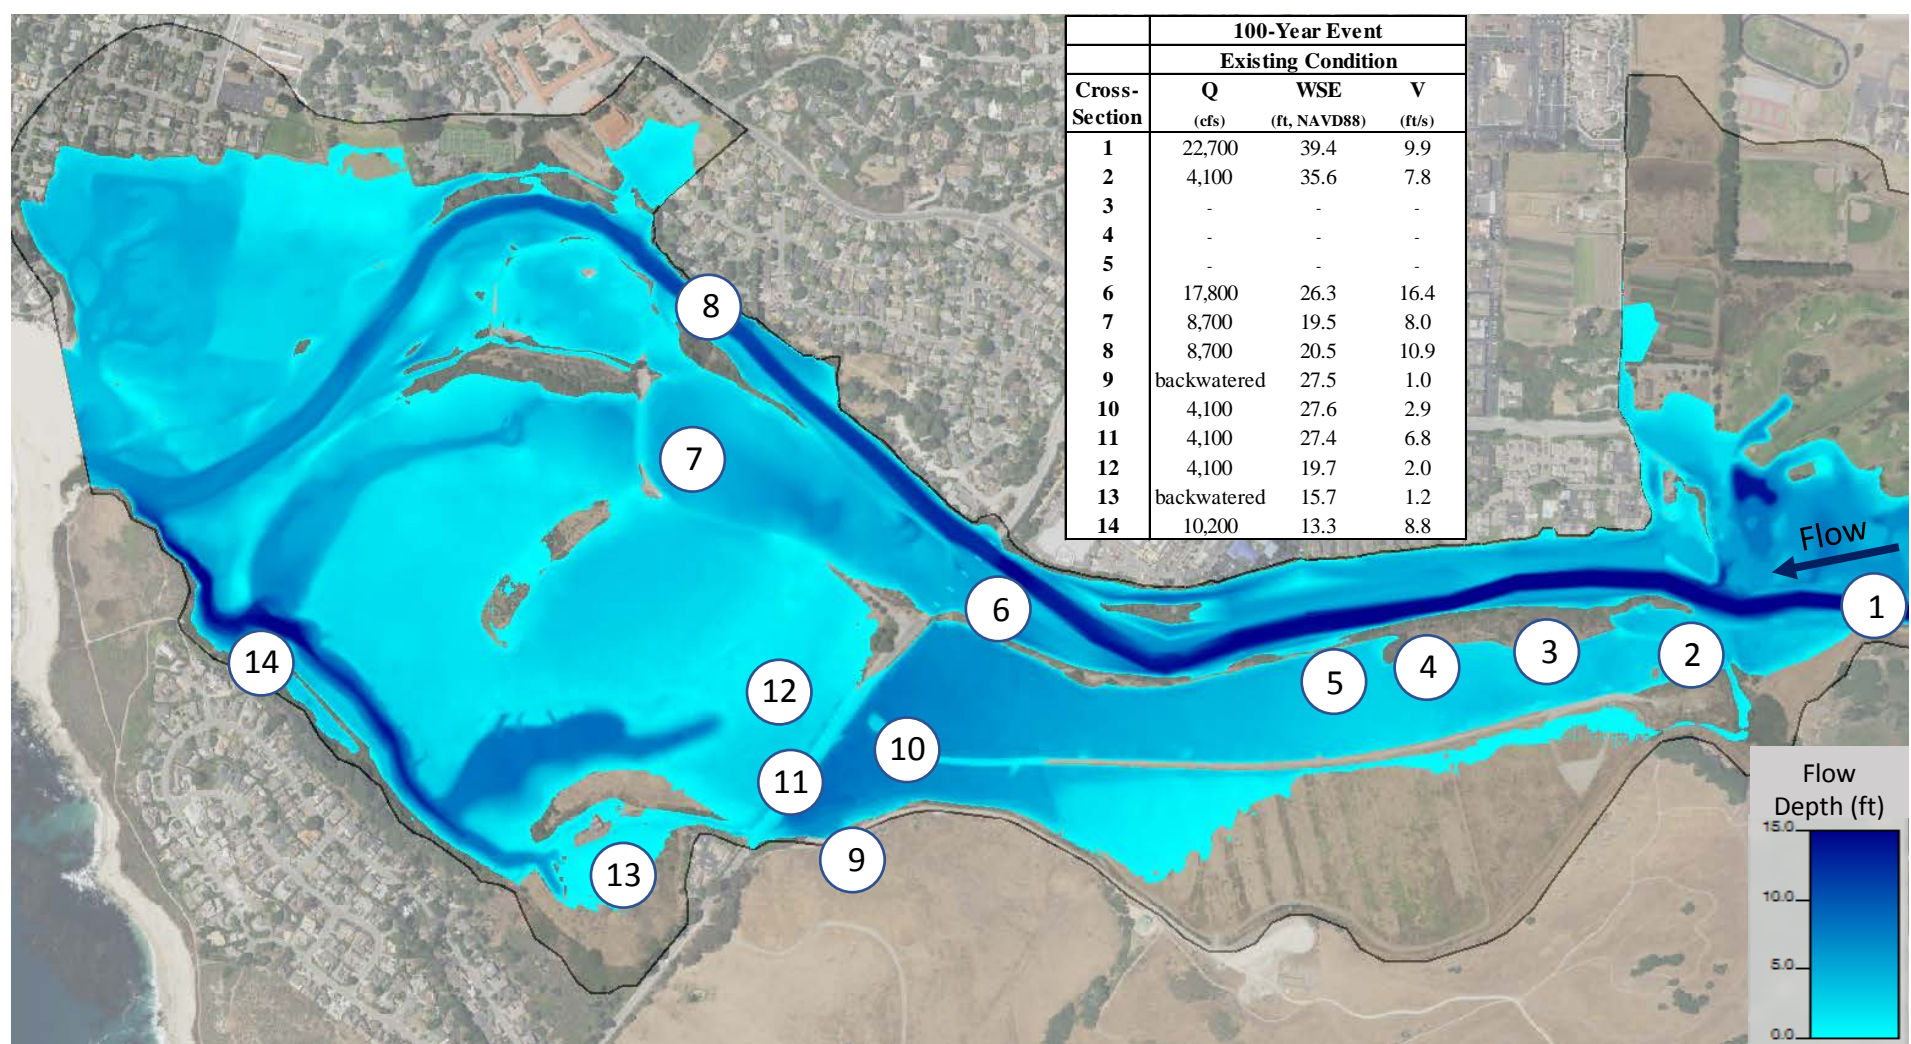 100-Year Event
Existing Condition
Cross- Q WSE V
Section (cfs) (ft, NAVD88) (ft/s)
1 22,700 39.4 9.9
2 4,100 35.6 7.8
3 - - -
4 - - -
5 - - -
6 17,800 26.3 16.4
7 8,700 19.5 8.0
8 8,700 20.5 10.9
9 backwatered 27.5 1.0
10 4,100 27.6 2.9
11 4,100 27.4 6.8
12 4,100 19.7 2.0
13 backwatered 15.7 1.2
14 10,200 13.3 8.8
8
7
Flow
6
1
14
12
5
4
3
2
10
11
9
13
Flow
Depth (ft)
15.0
10.0
5.0
0.0